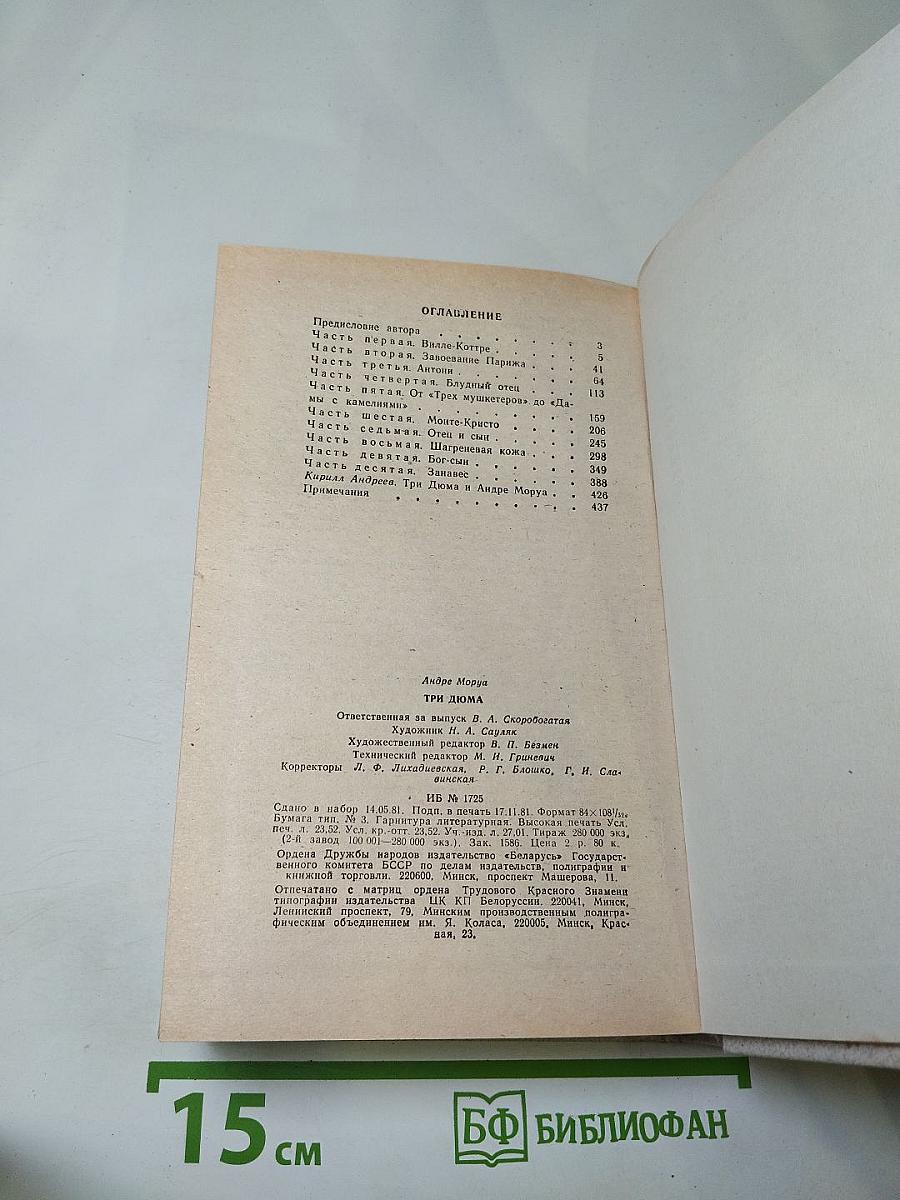 ОГЛАВЛЕНИЕ
Предисловие автора . . . . . . . . 3
Часть первая. Вилле-Коттре . . . . . 5
Часть вторая. Завоевание Парижа . . . 41
Часть третья. Антони . . . . . . . 64
Часть четвертая. Блудный отец . . . . 113
Часть пятая. От «Трех мушкетеров» до «Да-
мы с камелиями» . . . . . . . . . 159
Часть шестая. Монте-Кристо . . . . . 206
Часть седьмая. Отец и сын . . . . . 245
Часть восьмая. Шагреневая кожа . . . . 298
Часть девятая. Бог-сын . . . . . . 349
Часть десятая. Занавес . . . . . . 388
Кирилл Андреев. Три Дюма и Андре Моруа . . 426
Примечания . . . . . . . . . . 437
Андре Моруа
ТРИ ДЮМА
Ответственная за выпуск В. А. Скоробогатая
Художник Н. А. Сауляк
Художественный редактор В. П. Безмен
Технический редактор М. И. Гриневич
Корректоры Л. Ф. Лихадиевская, Р. Г. Блошко, Г. И. Сла-
винская
ИБ № 1725
Сдано в набор 14.05.81. Подп. в печать 17.11.81. Формат 84×108¹/₃₂.
Бумага тип. № 3. Гарнитура литературная. Высокая печать Усл.
печ. л. 23,52. Усл. кр.-отт. 23,52. Уч.-изд. л. 27,01. Тираж 280 000 экз.
(2-й завод 100 001—280 000 экз.). Зак. 1586. Цена 2 р. 80 к.
Ордена Дружбы народов издательство «Беларусь» Государст-
венного комитета БССР по делам издательств, полиграфии и
книжной торговли. 220600, Минск, проспект Машерова, 11.
Отпечатано с матриц ордена Трудового Красного Знамени
типографии издательства ЦК КП Белоруссии. 220041, Минск,
Ленинский проспект, 79, Минским производственным полигра-
фическим объединением им. Я. Коласа, 220005, Минск, Крас-
ная, 23.
15 см
БФ БИБЛИОФАН